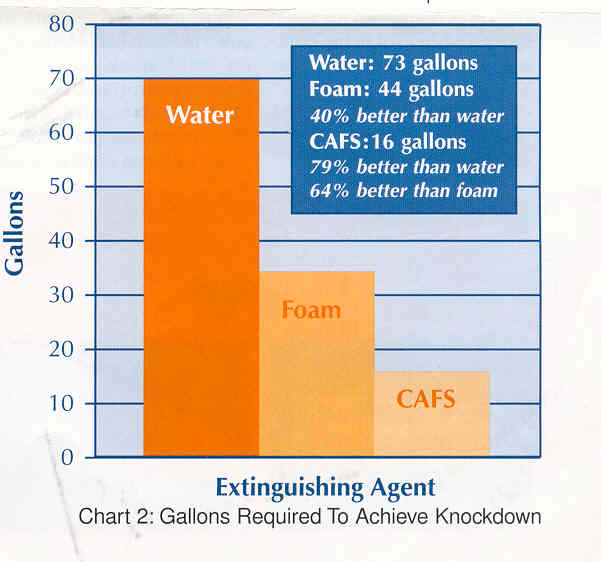 80
70
60
50
40
30
20
10
0
Gallons
Water: 73 gallons
Foam: 44 gallons
40% better than water
CAFS:16 gallons
79% better than water
64% better than foam
Water
Foam
CAFS
Extinguishing Agent
Chart 2: Gallons Required To Achieve Knockdown